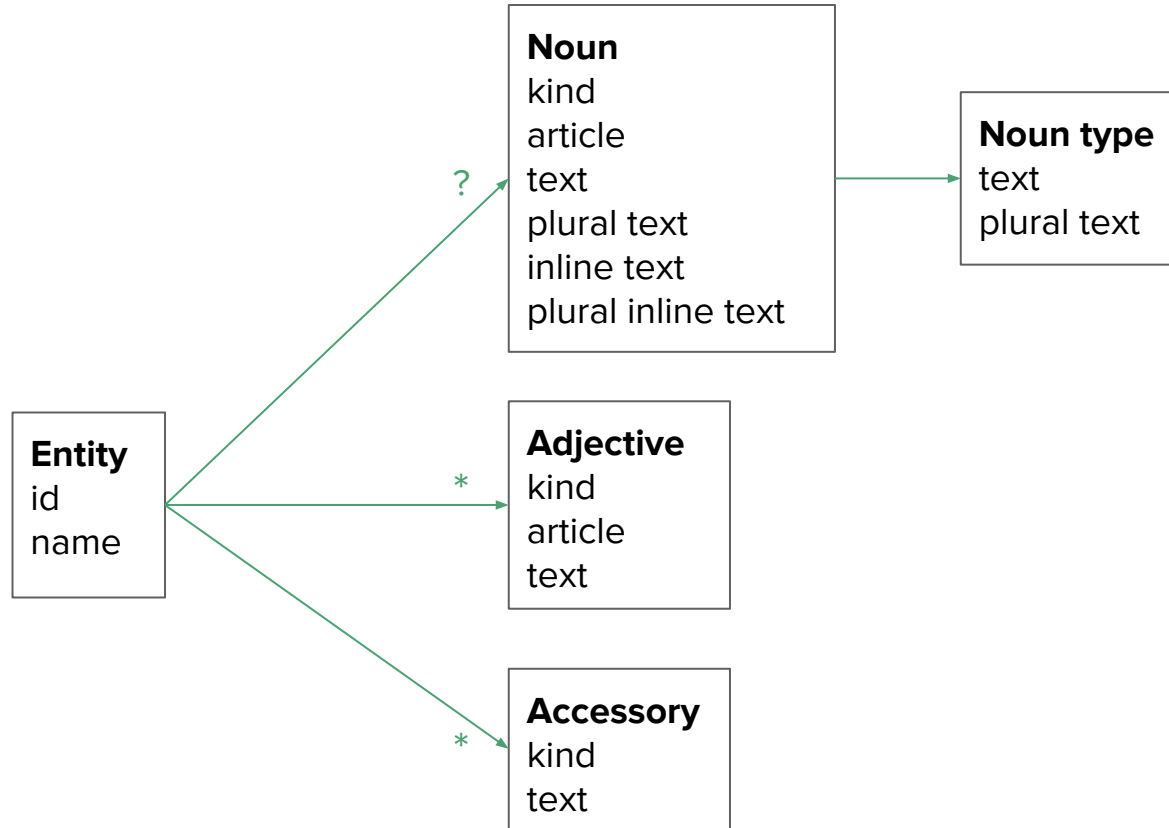 Noun
kind
article
text
plural text
inline text
plural inline text
Noun type
text
plural text
?
Entity
id
name
*
Adjective
kind
article
text
*
Accessory
kind
text